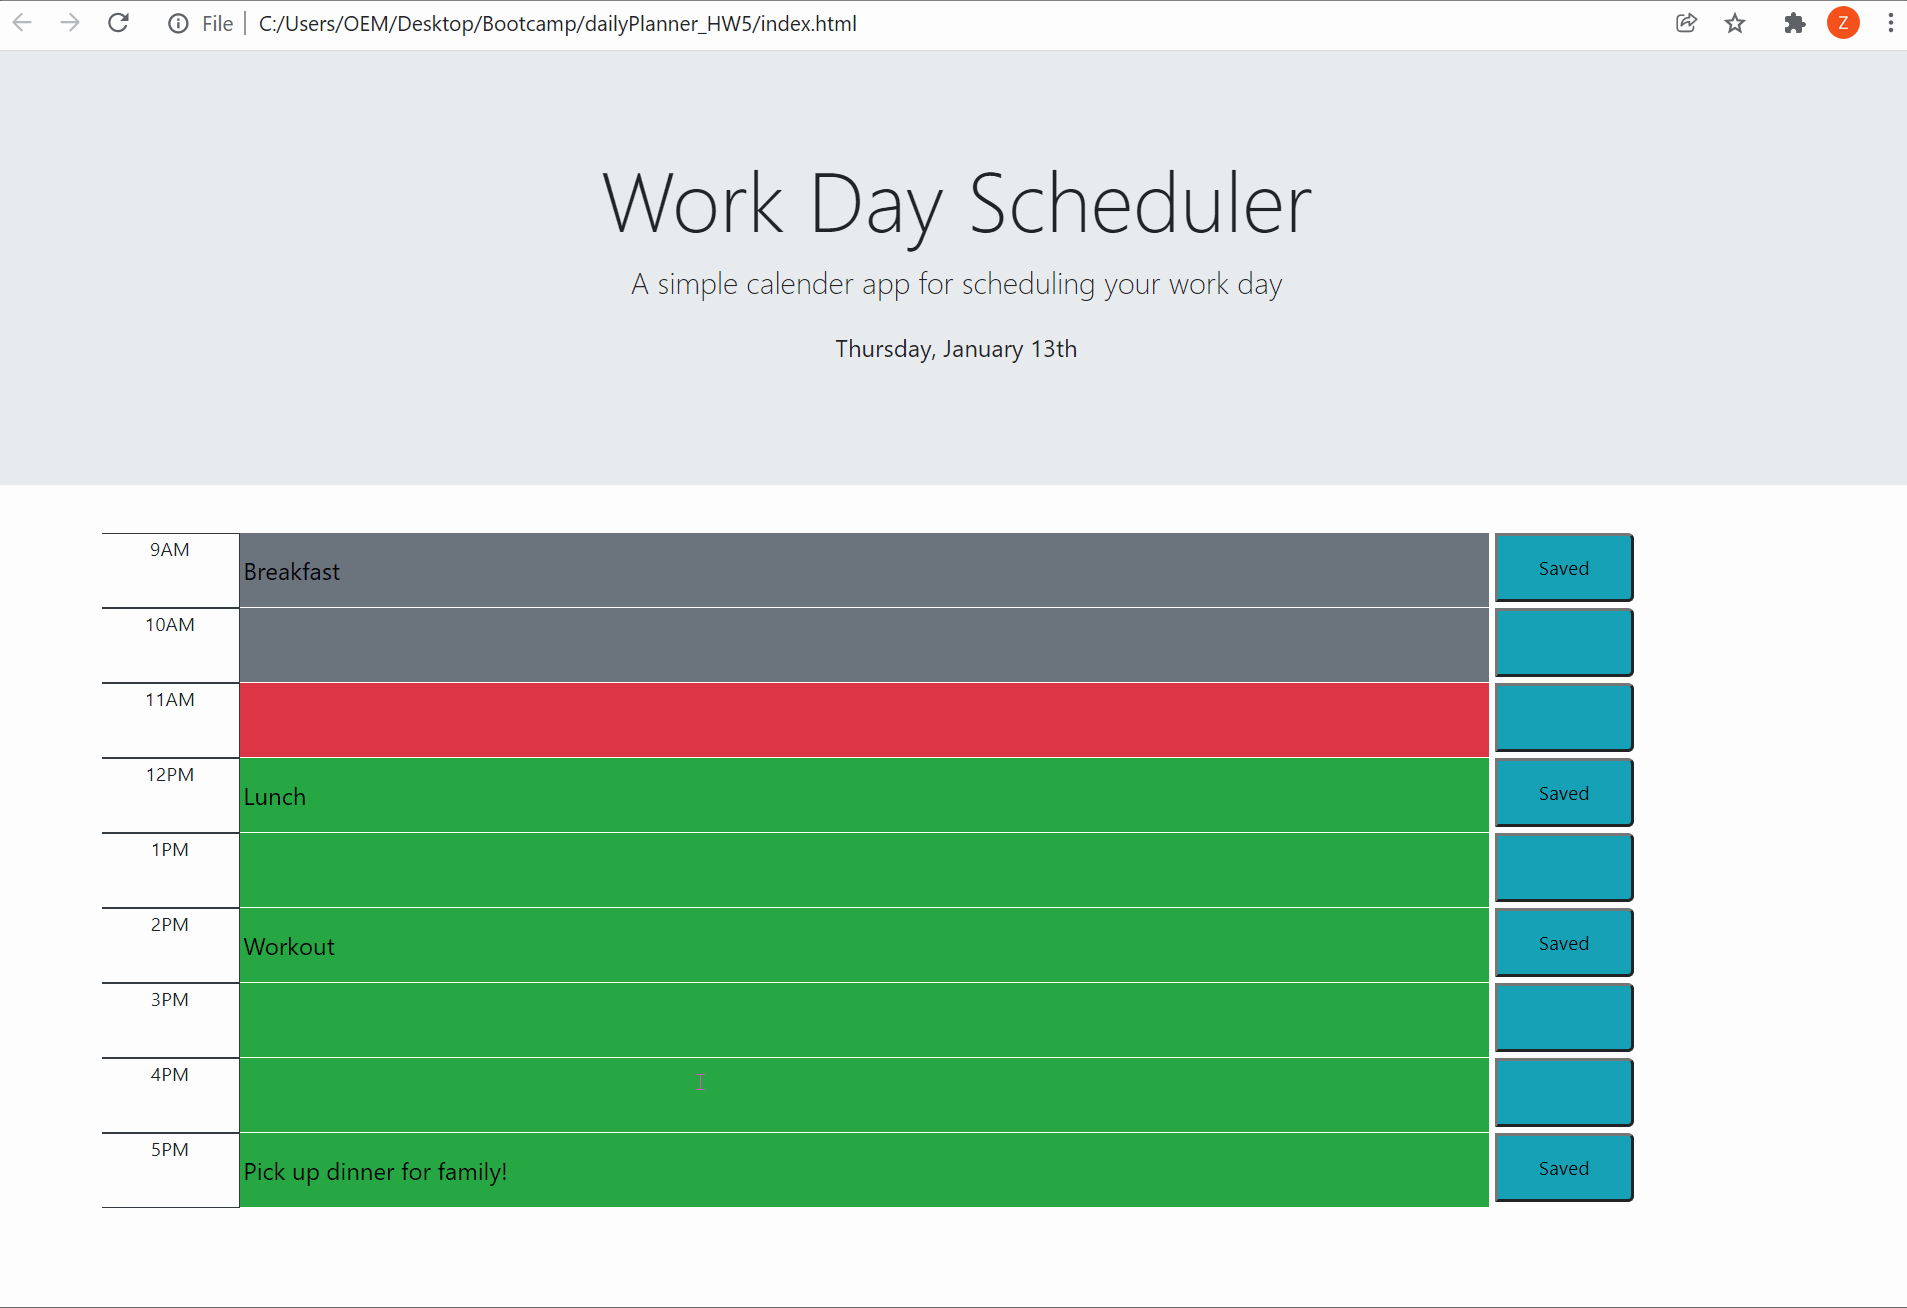 File | C:/Users/OEM/Desktop/Bootcamp/dailyPlanner_HW5/index.html Z
Work Day Scheduler
A simple calender app for scheduling your work day
Thursday, January 13th
9AM Breakfast Saved
10AM
11AM
12PM Lunch Saved
1PM
2PM Workout Saved
3PM
4PM
5PM Pick up dinner for family! Saved